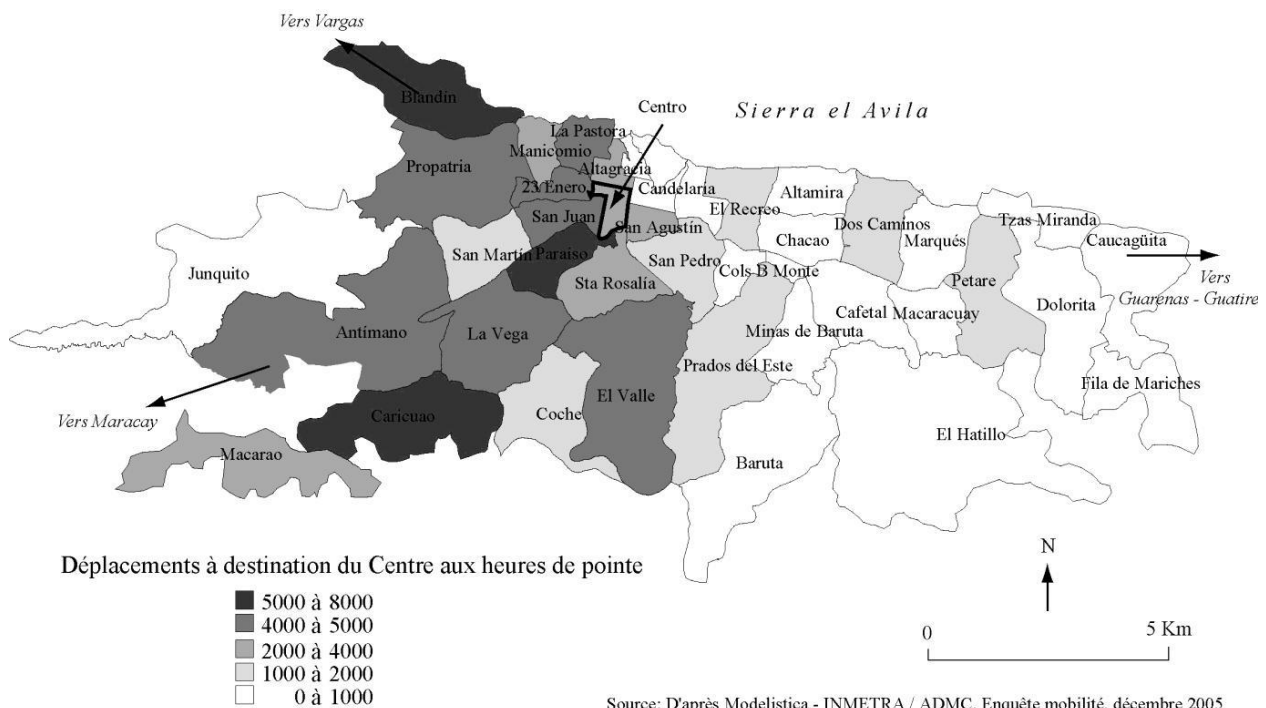 Vers Vargas
Blandín
Centro
Sierra el Avila
La Pastora
Manicomio
Propatria
Altagracia
23 Enero
Candelaria
Altamira
El Recreo
San Juan
San Agustín
Dos Caminos
Tzas Miranda
Chacao
Marqués
Caucagüita
San Martín
Paraiso
San Pedro
Cols B Monte
Junquito
Sta Rosalía
Petare
Vers
Guarenas - Guatire
Dolorita
Cafetal
Macaracuay
Antímano
La Vega
Minas de Baruta
Prados del Este
Fila de Mariches
El Valle
Vers Maracay
Caricuao
Coche
El Hatillo
Macarao
Baruta
Déplacements à destination du Centre aux heures de pointe
5000 à 8000
4000 à 5000
2000 à 4000
1000 à 2000
0 à 1000
N
0 5 Km
Source: D'après Modelistica - INMETRA / ADMC, Enquête mobilité, décembre 2005